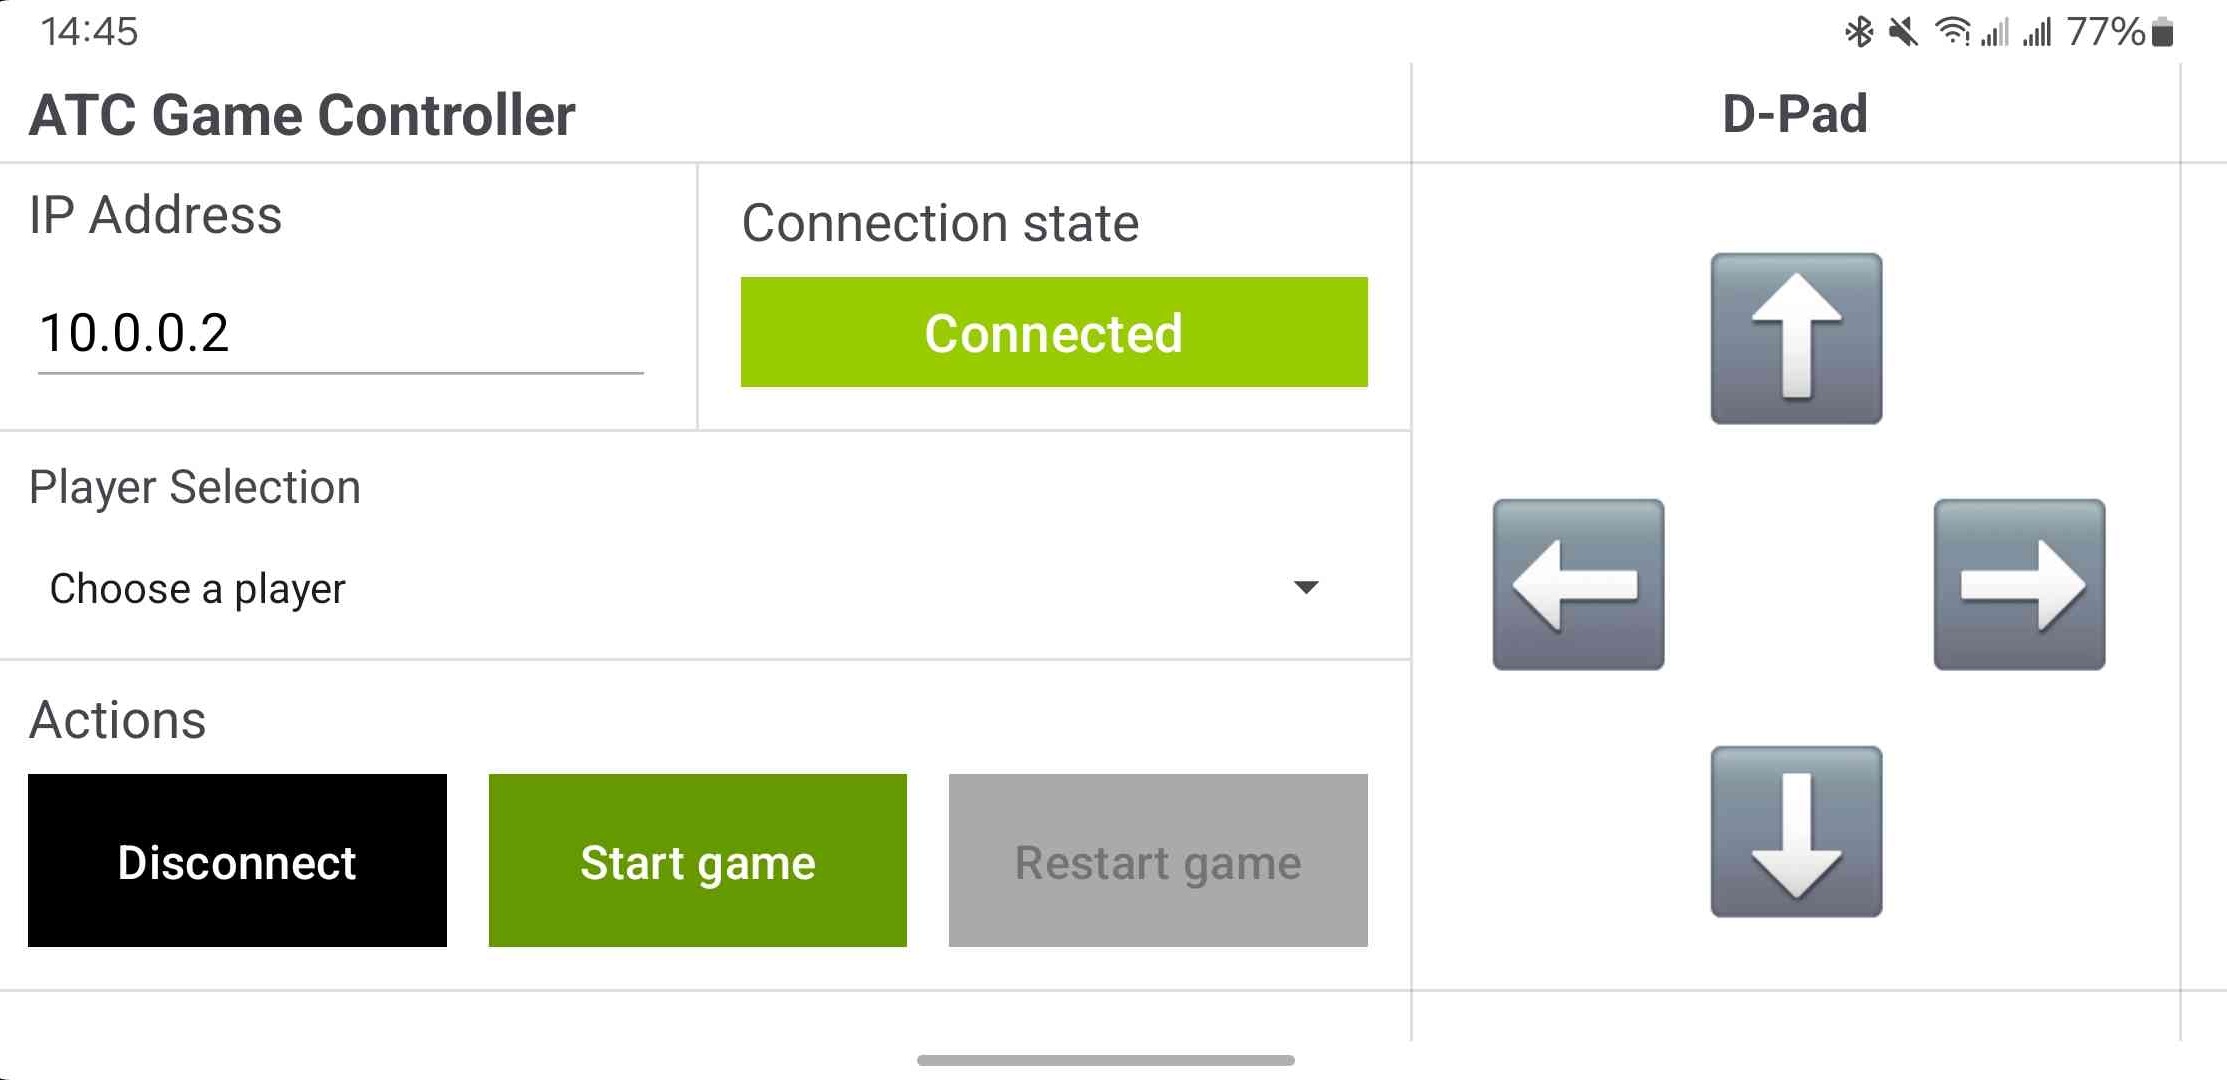 14:45
77%
ATC Game Controller
D-Pad
IP Address
Connection state
10.0.0.2
Connected
Player Selection
Choose a player
Actions
Disconnect
Start game
Restart game